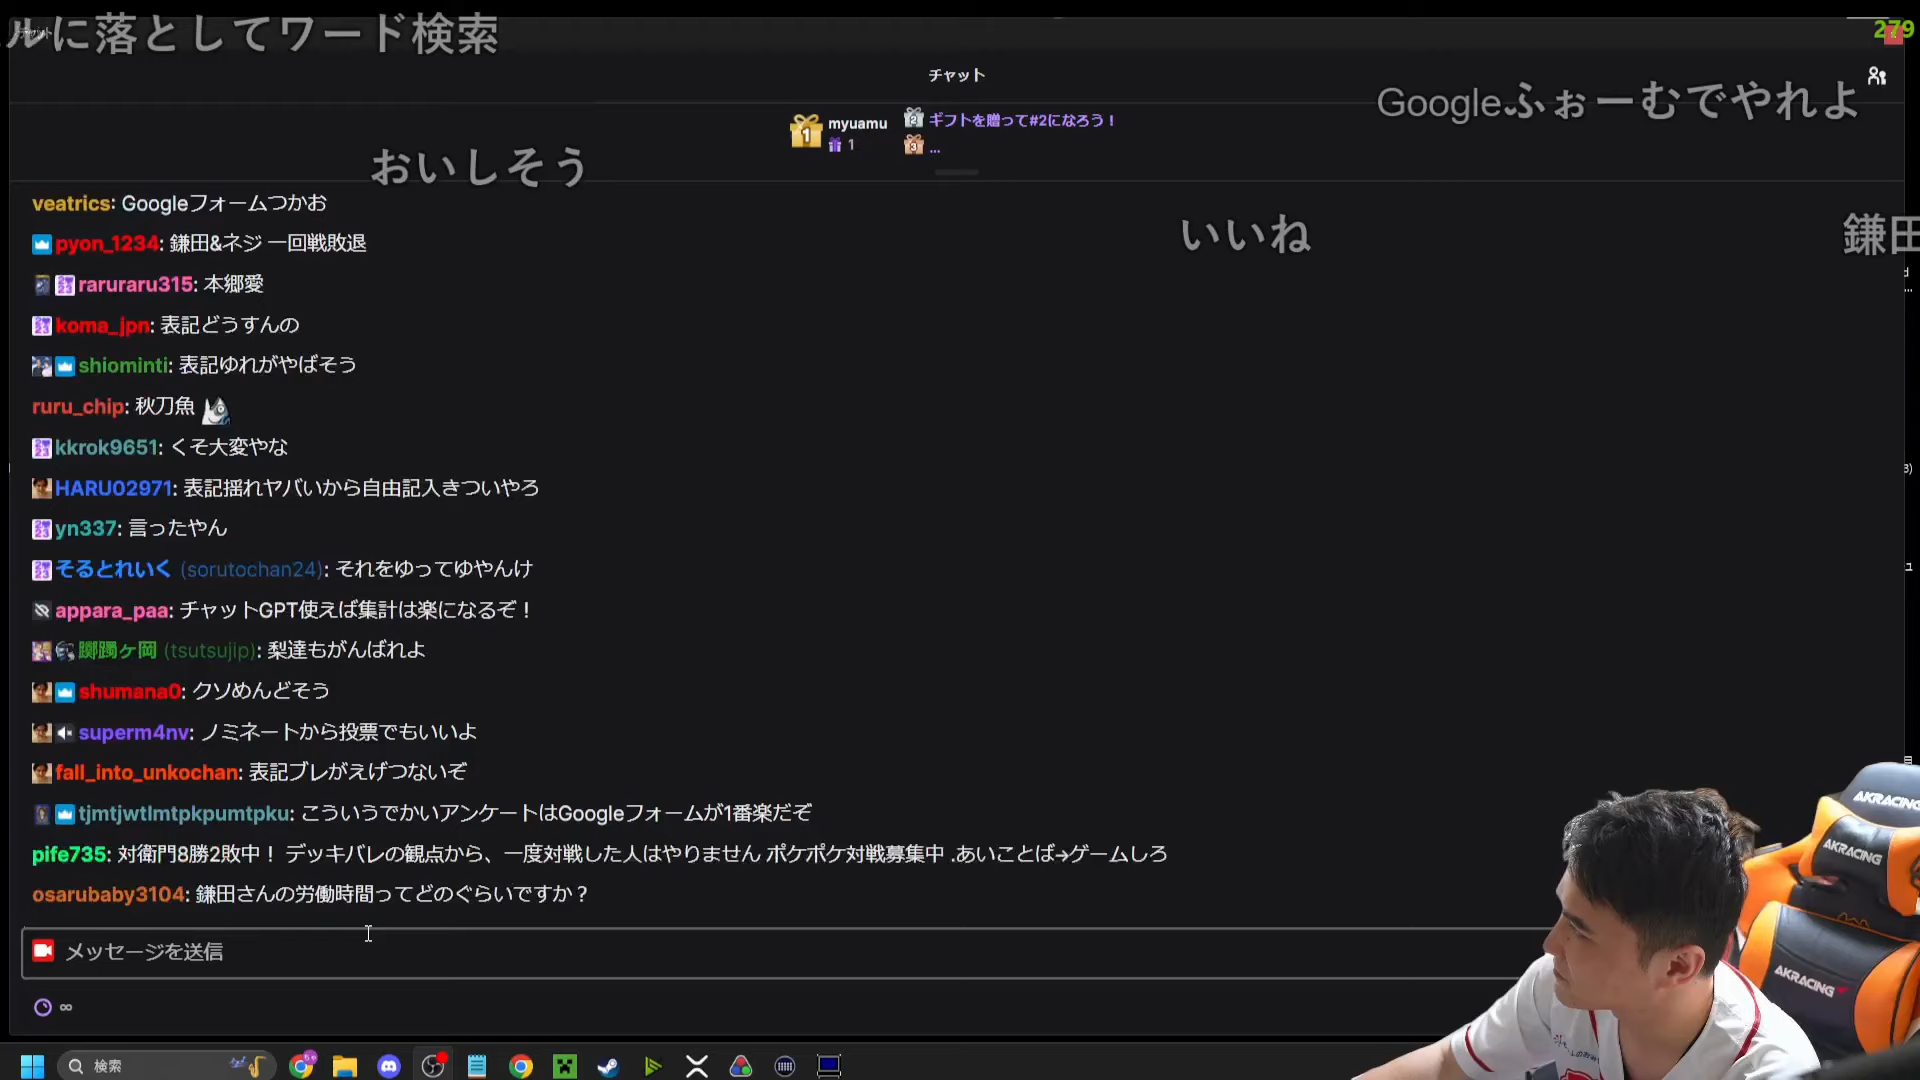 ルに落としてワード検索
279
チャット
Googleふぉーむでやれよ
1
myuamu
1
2
ギフトを贈って#2になろう！
3
...
おいしそう
いいね
鎌田
veatrics: Googleフォームつかお
pyon_1234: 鎌田&ネジ 一回戦敗退
raruraru315: 本郷愛
koma_jpn: 表記どうすんの
shiominti: 表記ゆれがやばそう
ruru_chip: 秋刀魚
kkrok9651: くそ大変やな
HARU02971: 表記揺れヤバいから自由記入きついやろ
yn337: 言ったやん
そるとれいく (sorutochan24): それをゆってゆやんけ
appara_paa: チャットGPT使えば集計は楽になるぞ！
躑躅ヶ岡 (tsutsujip): 梨達もがんばれよ
shumana0: クソめんどそう
superm4nv: ノミネートから投票でもいいよ
fall_into_unkochan: 表記ブレがえげつないぞ
tjmtjwtlmtpkpumtpku: こういうでかいアンケートはGoogleフォームが1番楽だぞ
pife735: 対衛門8勝2敗中！ デッキバレの観点から、一度対戦した人はやりません ポケポケ対戦募集中 .あいことば→ゲームしろ
osarubaby3104: 鎌田さんの労働時間ってどのぐらいですか？
メッセージを送信
∞
検索
AKRACING
AKRACING
AKRACING